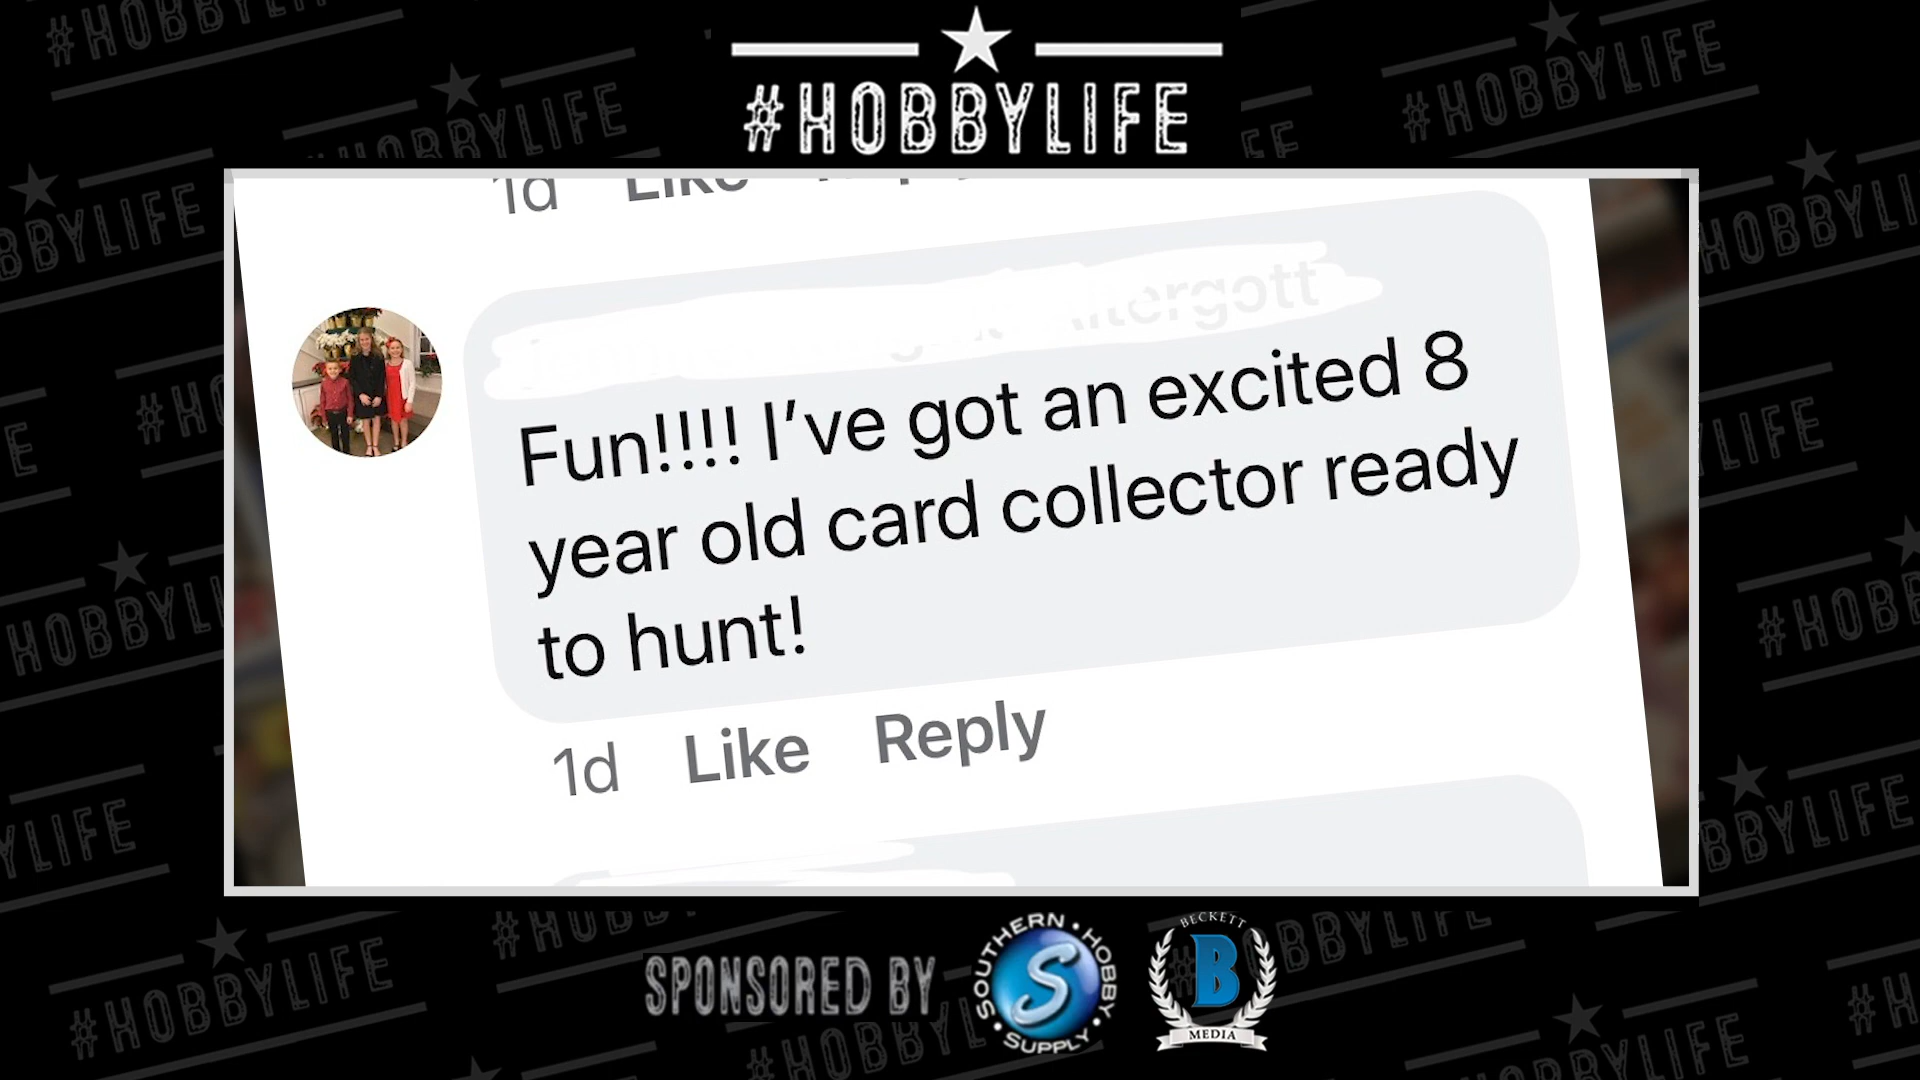 #HOBBYLIFE
1d Like
Fun!!!! I've got an excited 8
year old card collector ready
to hunt!
1d Like Reply
SPONSORED BY
SOUTHERN • HOBBY • SUPPLY •
S
BECKETT
B
MEDIA